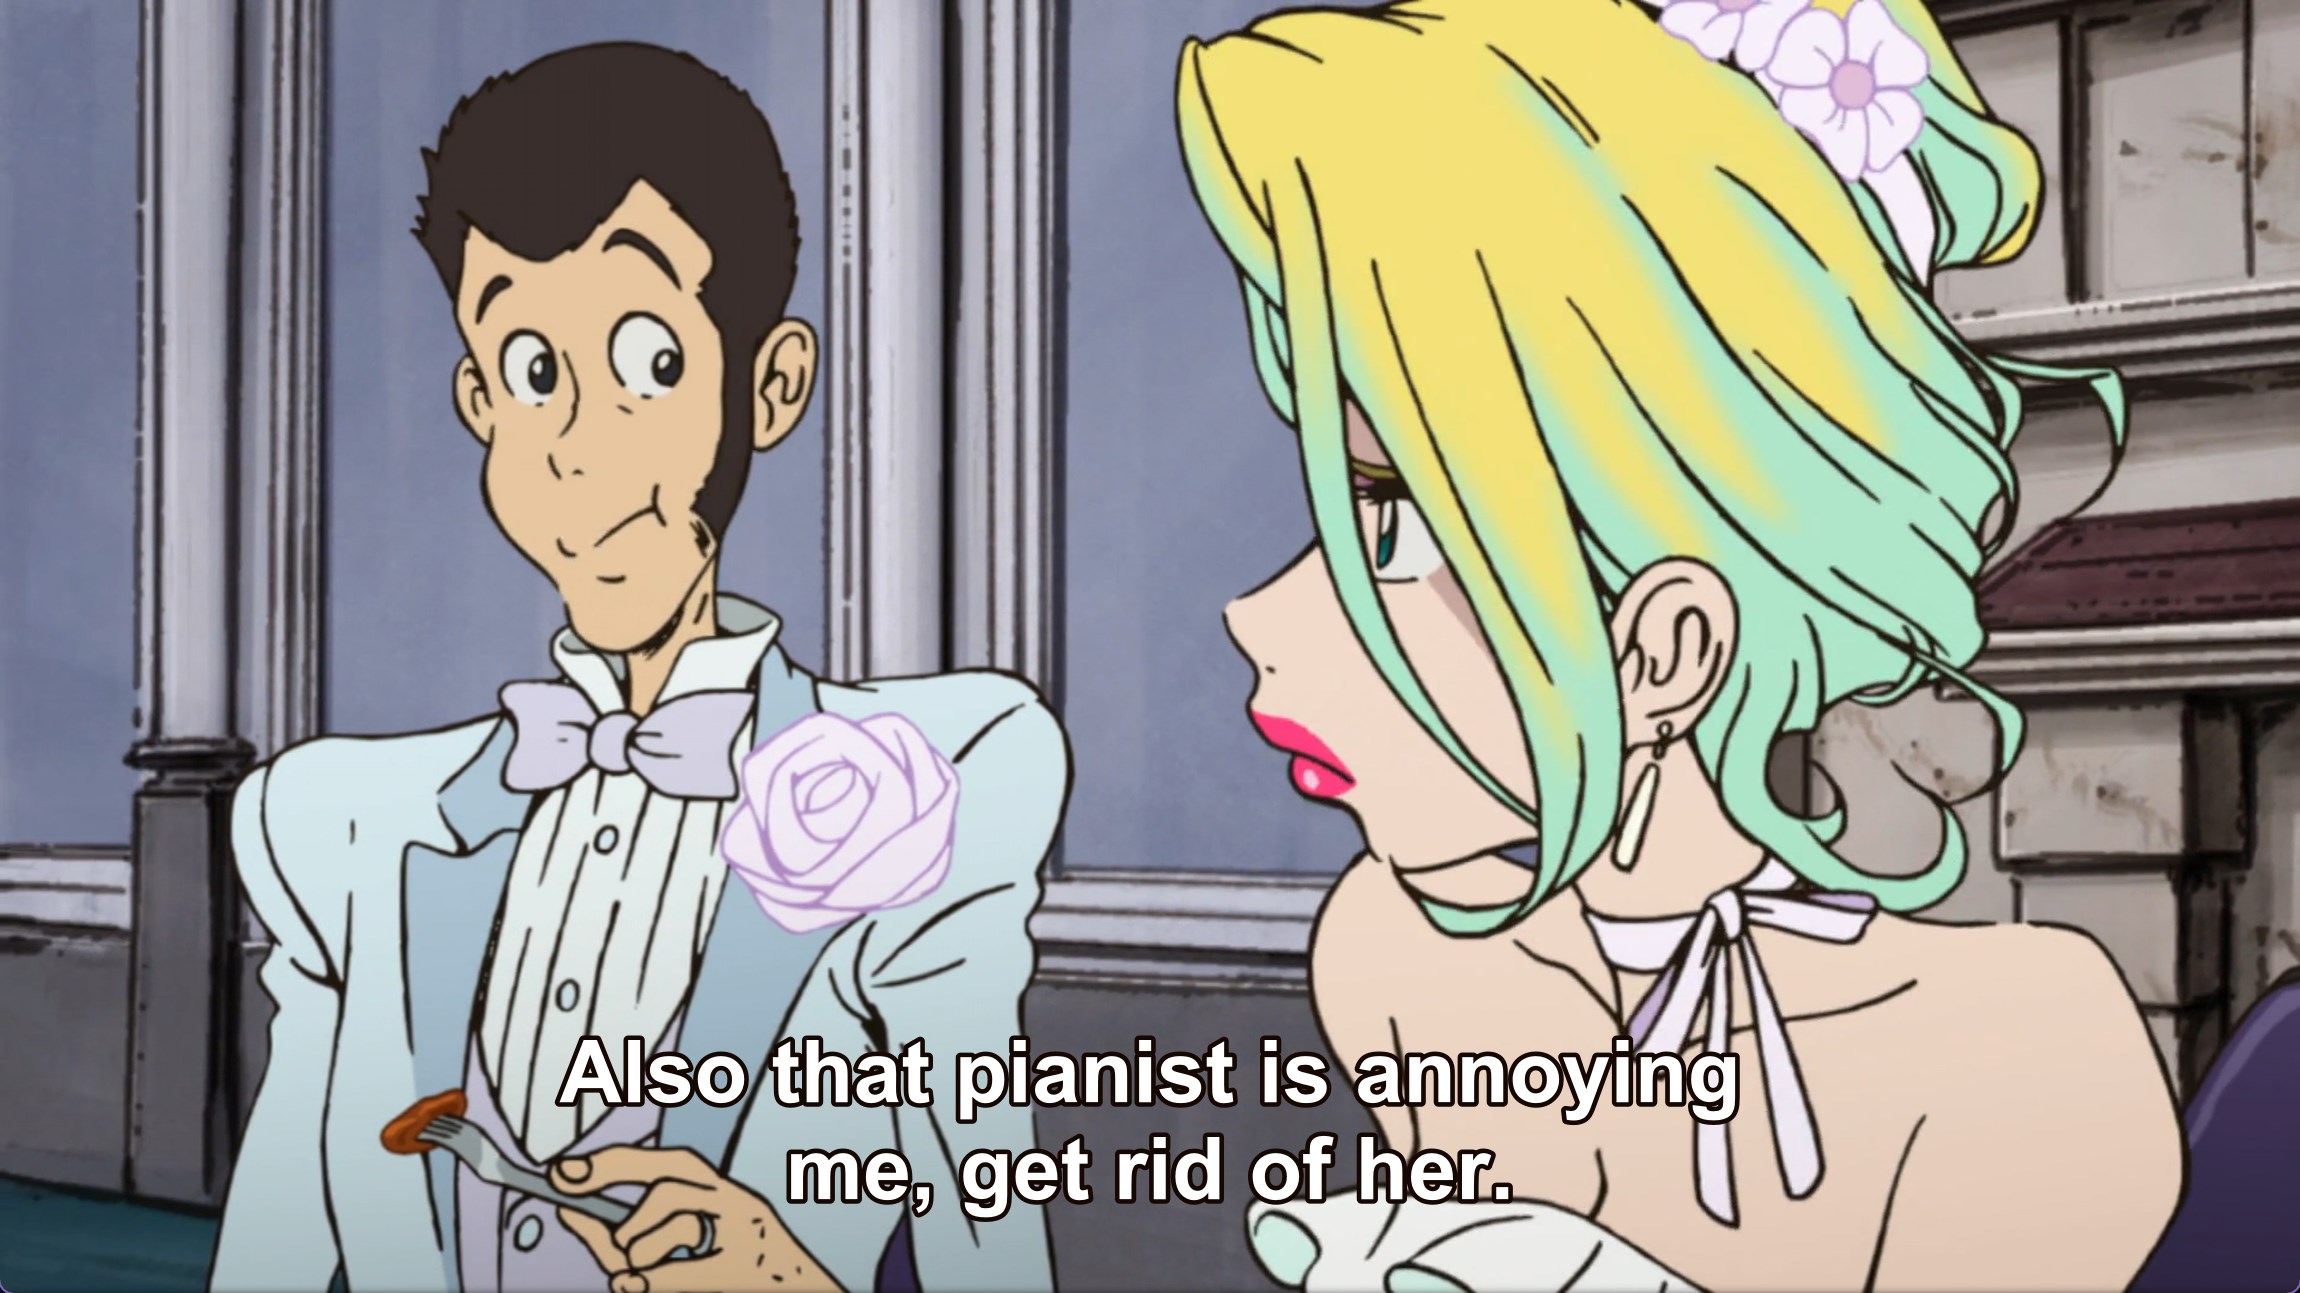 Also that pianist is annoying
me, get rid of her.